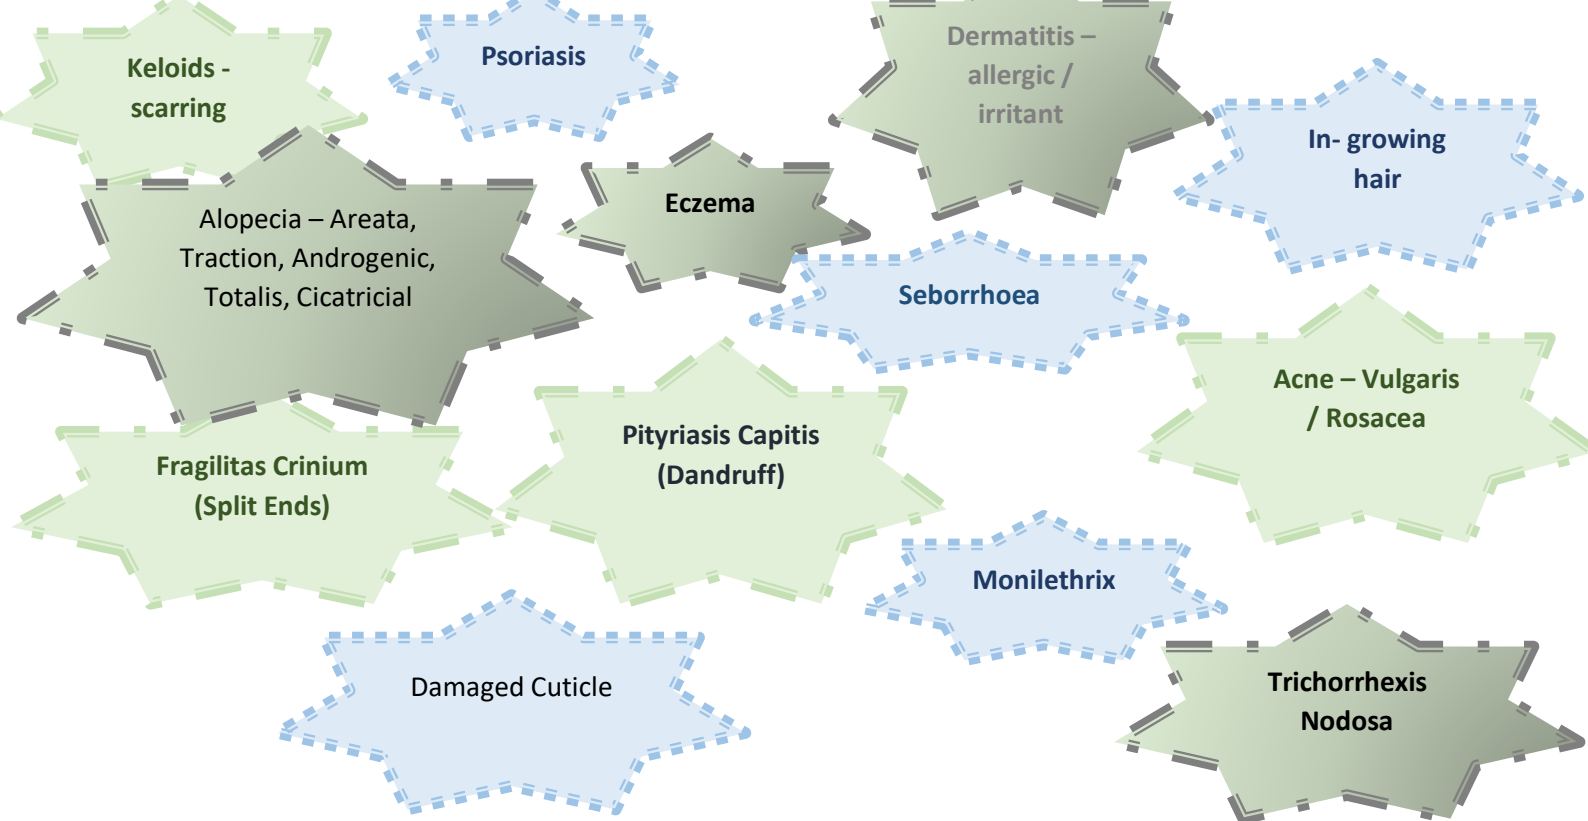 Keloids -
scarring
Psoriasis
Dermatitis –
allergic /
irritant
In- growing
hair
Alopecia – Areata,
Traction, Androgenic,
Totalis, Cicatricial
Eczema
Seborrhoea
Acne – Vulgaris
/ Rosacea
Fragilitas Crinium
(Split Ends)
Pityriasis Capitis
(Dandruff)
Monilethrix
Damaged Cuticle
Trichorrhexis
Nodosa